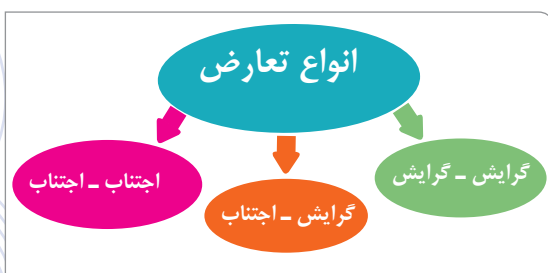 انواع تعارض
گرایش ـ گرایش
گرایش ـ اجتناب
اجتناب ـ اجتناب